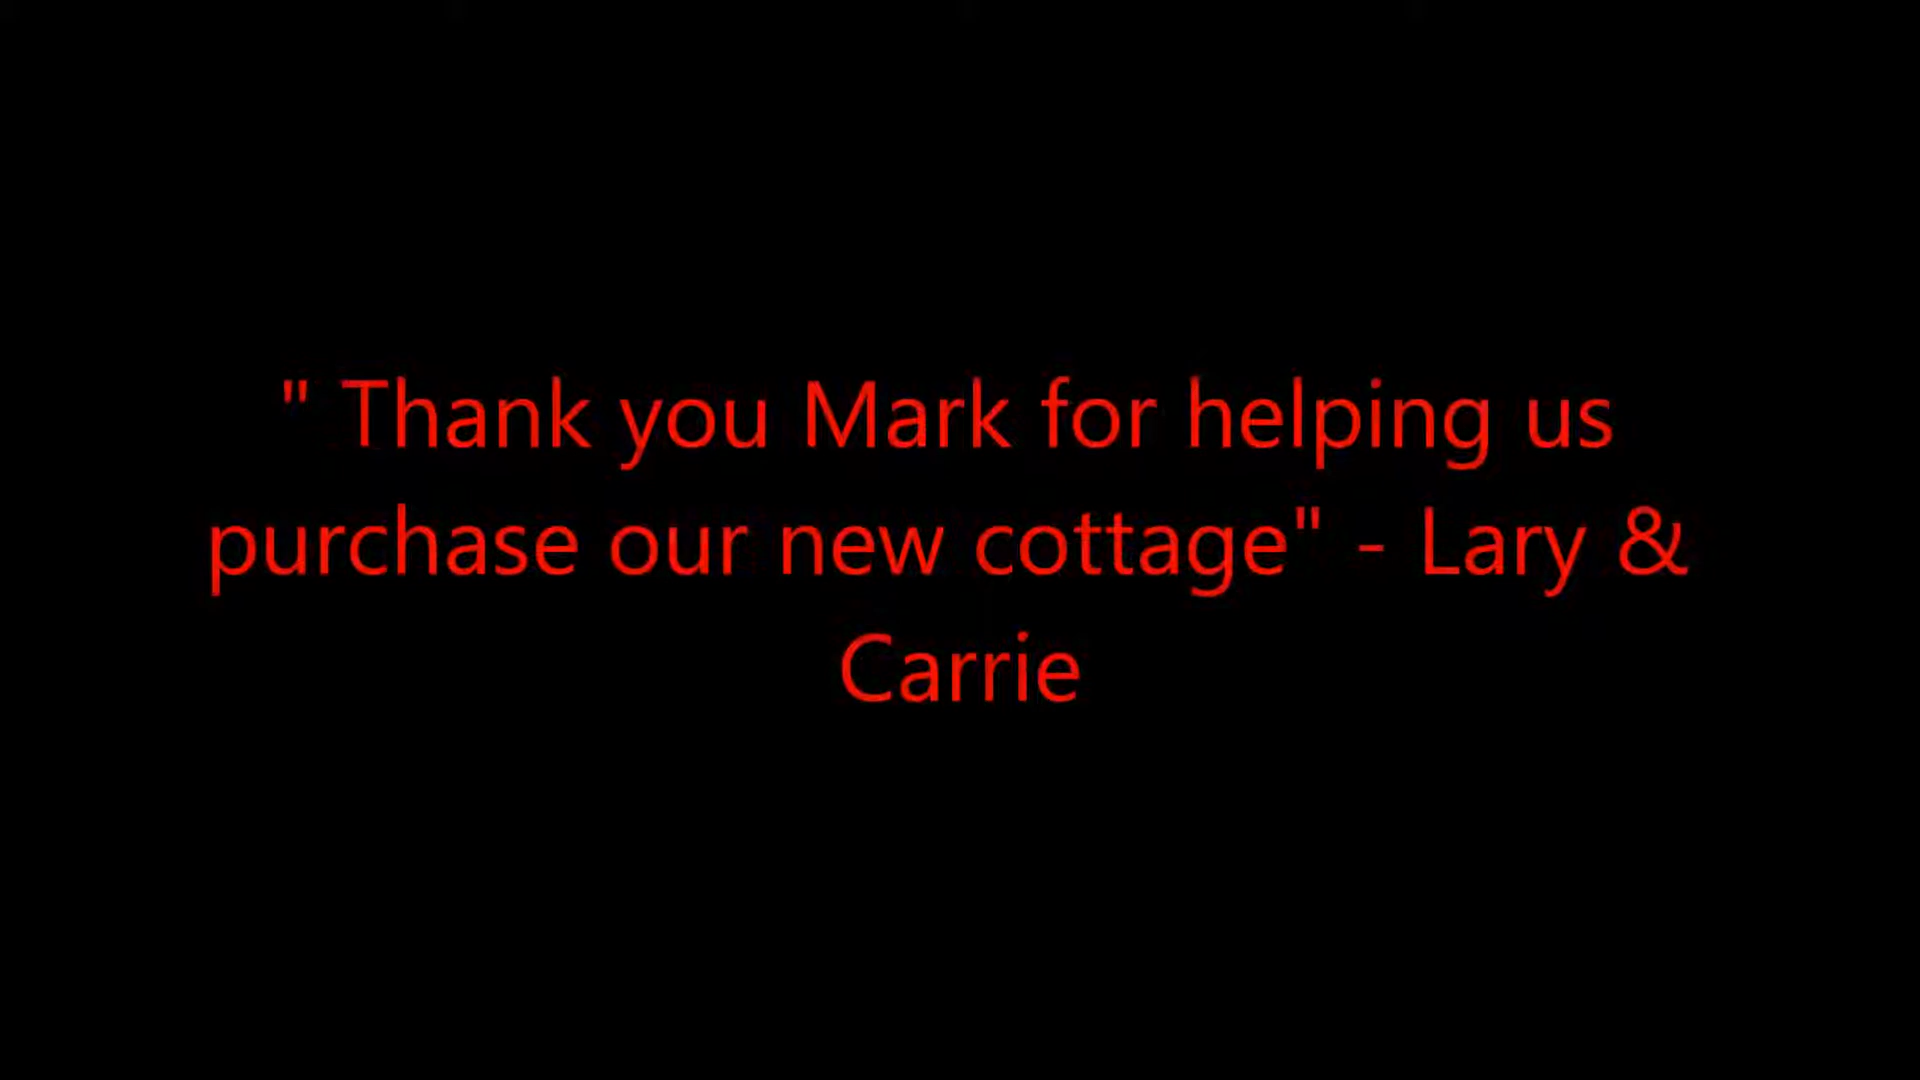 " Thank you Mark for helping us
purchase our new cottage" - Lary &
Carrie